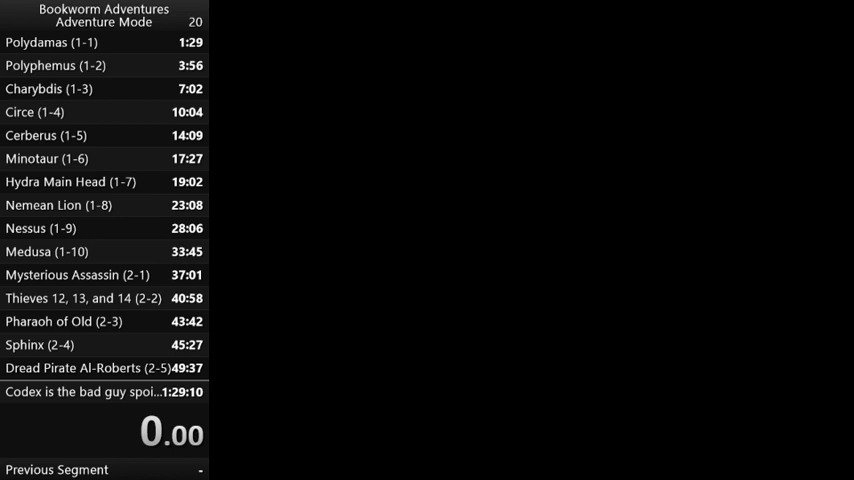 Bookworm Adventures
Adventure Mode 20
Polydamas (1-1) 1:29
Polyphemus (1-2) 3:56
Charybdis (1-3) 7:02
Circe (1-4) 10:04
Cerberus (1-5) 14:09
Minotaur (1-6) 17:27
Hydra Main Head (1-7) 19:02
Nemean Lion (1-8) 23:08
Nessus (1-9) 28:06
Medusa (1-10) 33:45
Mysterious Assassin (2-1) 37:01
Thieves 12, 13, and 14 (2-2) 40:58
Pharaoh of Old (2-3) 43:42
Sphinx (2-4) 45:27
Dread Pirate Al-Roberts (2-5) 49:37
Codex is the bad guy spoi... 1:29:10
0.00
Previous Segment -